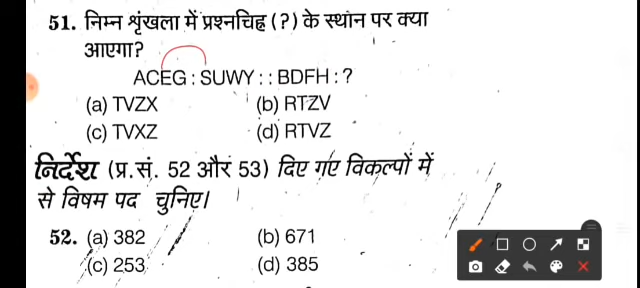 51. निम्न शृंखला में प्रश्नचिह्न (?) के स्थान पर क्या
आएगा?
ACEG : SUWY : : BDFH : ?
(a) TVZX (b) RTZV
(c) TVXZ (d) RTVZ
निर्देश (प्र.सं. 52 और 53) दिए गए विकल्पों में
से विषम पद चुनिए।
52. (a) 382 (b) 671
(c) 253 (d) 385